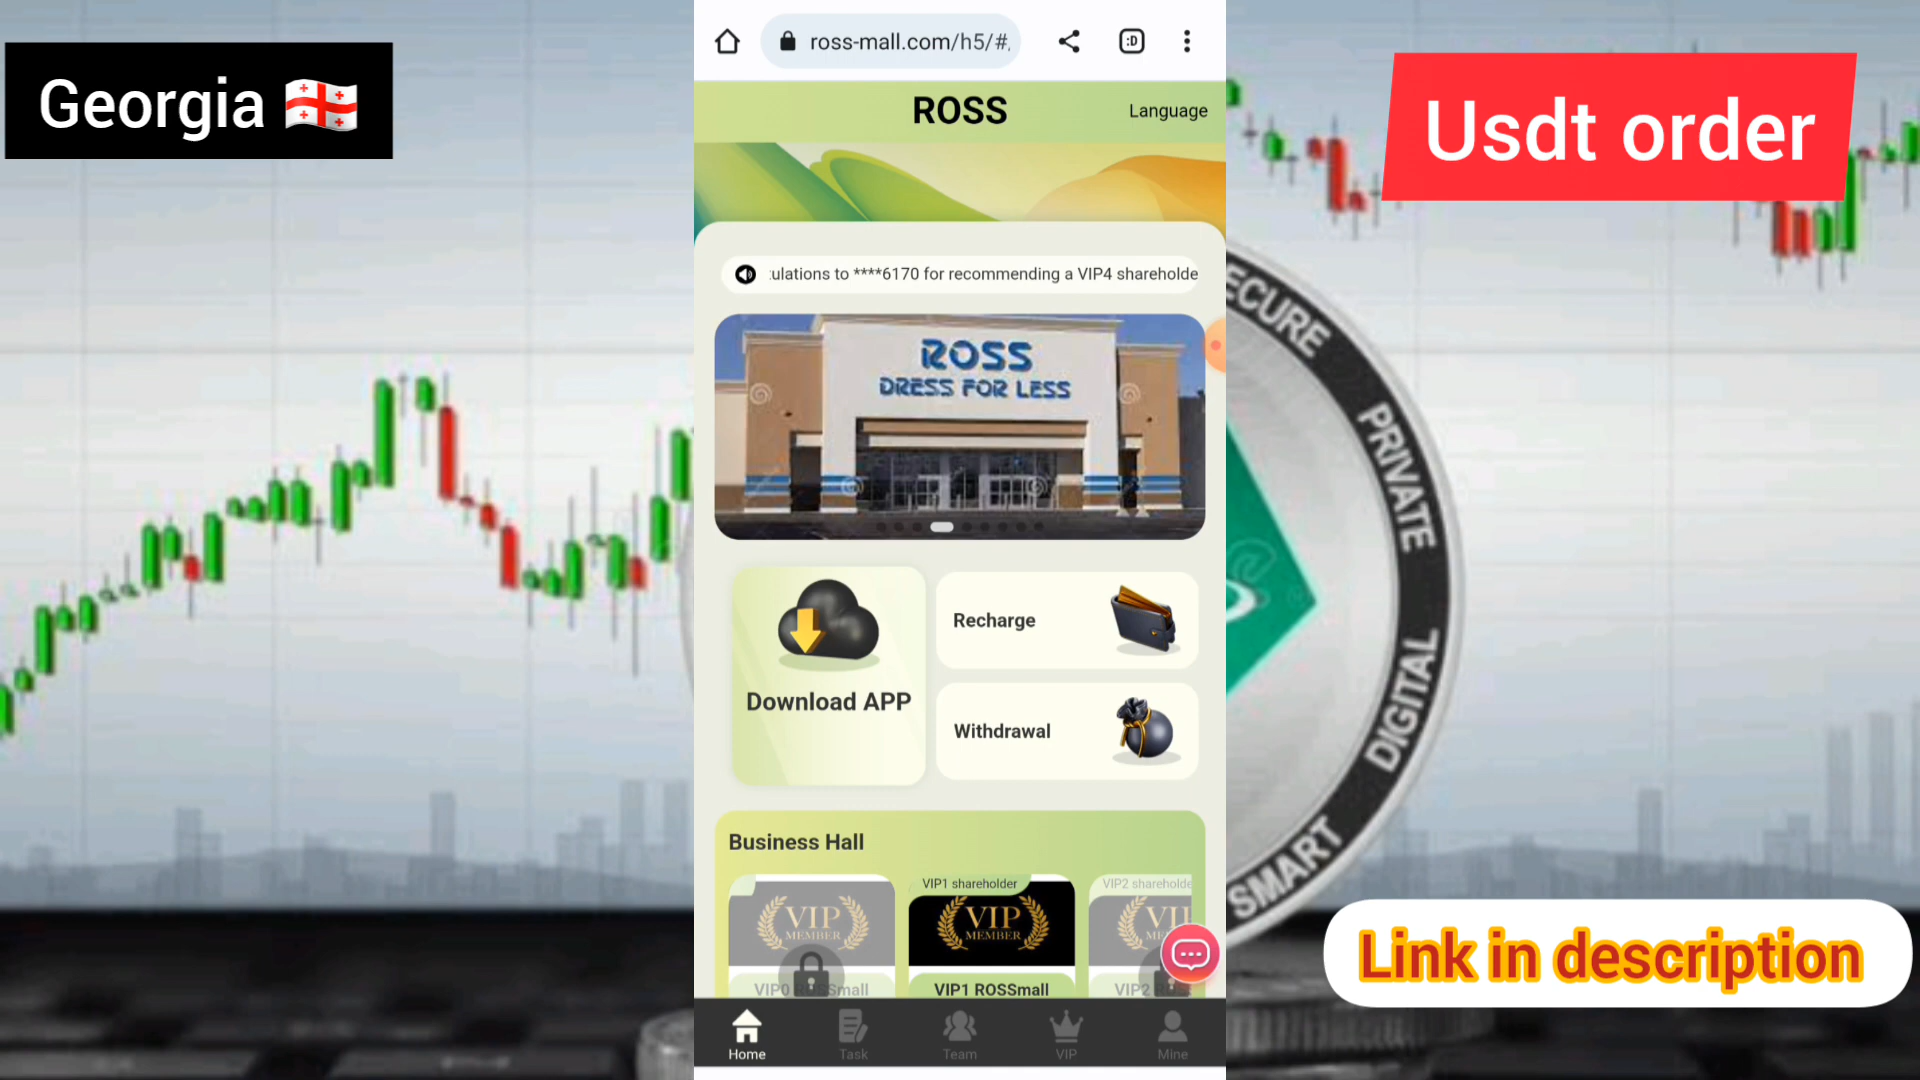 Georgia
ross-mall.com/h5/#
:D
ROSS
Language
Usdt order
ulations to ****6170 for recommending a VIP4 shareholde
ROSS
DRESS FOR LESS
Download APP
Recharge
Withdrawal
Business Hall
VIP1 shareholder
VIP2 shareholde
VIP
MEMBER
VIP
MEMBER
VIP0 ROSSmall
VIP1 ROSSmall
VIP2
Home
Task
Team
VIP
Mine
SECURE PRIVATE DIGITAL SMART
Link in description